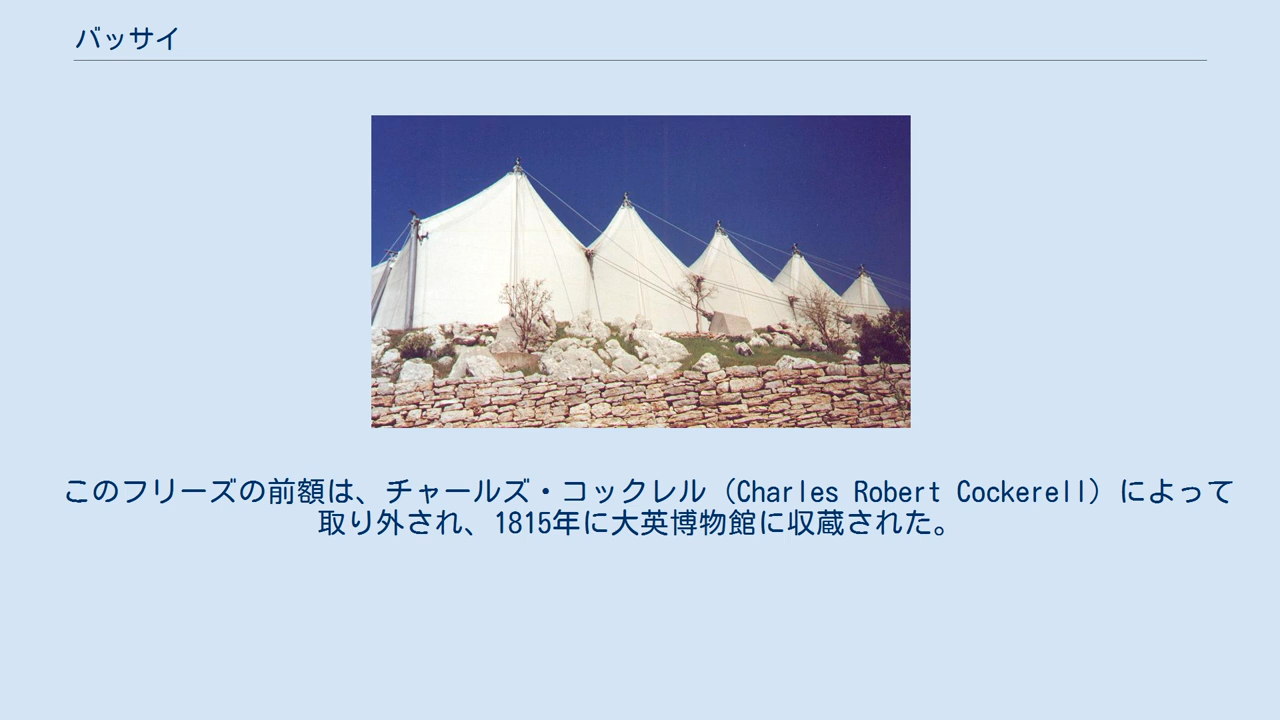 バッサイ
このフリーズの前額は、チャールズ・コックレル（Charles Robert Cockerell）によって
取り外され、1815年に大英博物館に収蔵された。